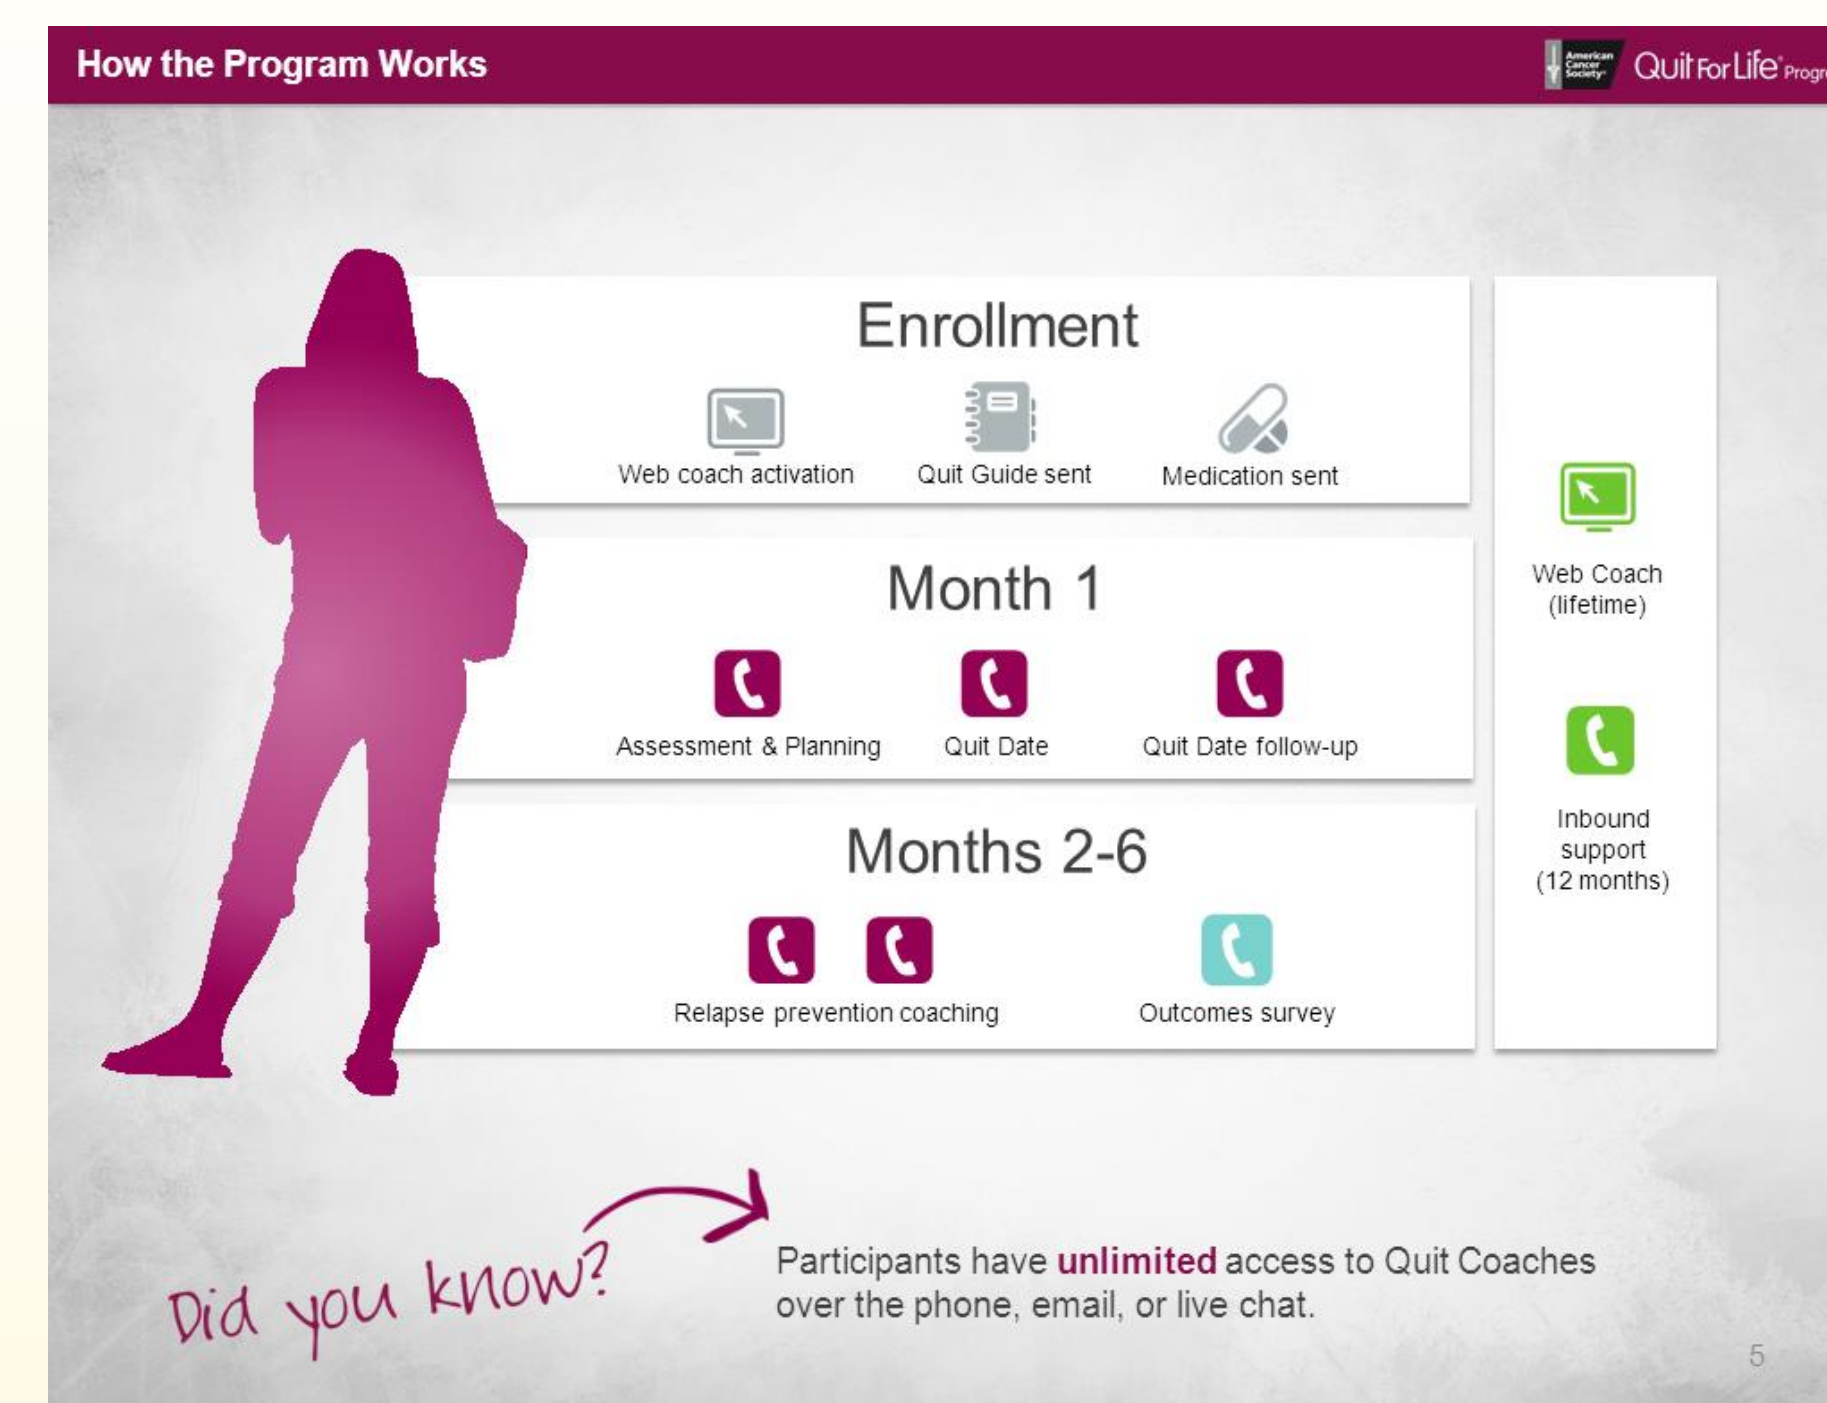 How the Program Works
American
Cancer
Society
Quit For Life®
Enrollment
Web coach activation
Quit Guide sent
Medication sent
Month 1
Assessment & Planning
Quit Date
Quit Date follow-up
Months 2-6
Relapse prevention coaching
Outcomes survey
Web Coach
(lifetime)
Inbound
support
(12 months)
Did you know?
Participants have unlimited access to Quit Coaches
over the phone, email, or live chat.
5